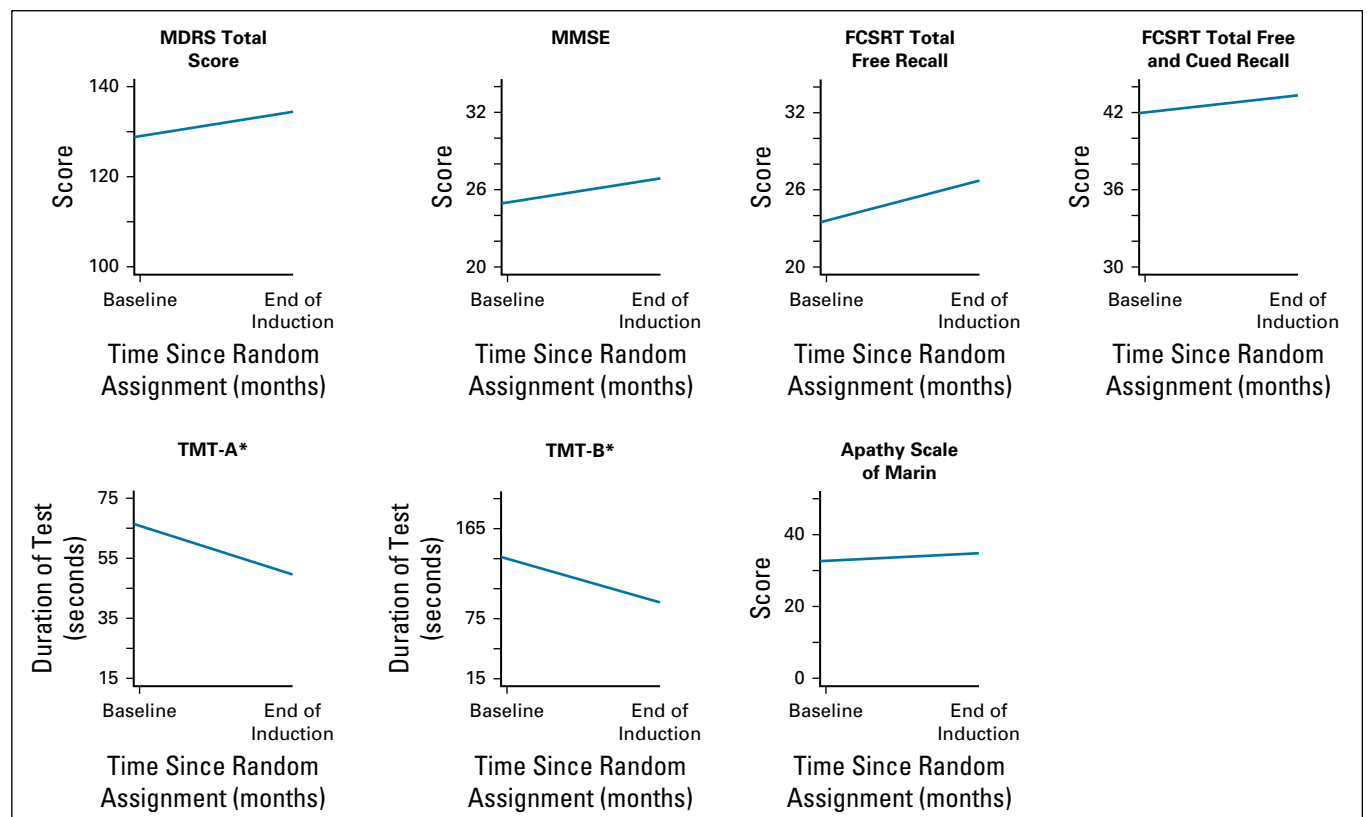 MDRS Total
Score
140
120
100
Score
Baseline
End of
Induction
Time Since Random
Assignment (months)
MMSE
32
26
20
Score
Baseline
End of
Induction
Time Since Random
Assignment (months)
FCSRT Total
Free Recall
32
26
20
Score
Baseline
End of
Induction
Time Since Random
Assignment (months)
FCSRT Total Free
and Cued Recall
42
36
30
Score
Baseline
End of
Induction
Time Since Random
Assignment (months)
TMT-A*
75
55
35
15
Duration of Test
(seconds)
Baseline
End of
Induction
Time Since Random
Assignment (months)
TMT-B*
165
75
15
Duration of Test
(seconds)
Baseline
End of
Induction
Time Since Random
Assignment (months)
Apathy Scale
of Marin
40
20
0
Score
Baseline
End of
Induction
Time Since Random
Assignment (months)